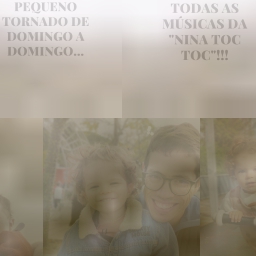 PEQUENO
TORNADO DE
DOMINGO A
DOMINGO...
TODAS AS
MÚSICAS DA
"NINA TOC
TOC"!!!